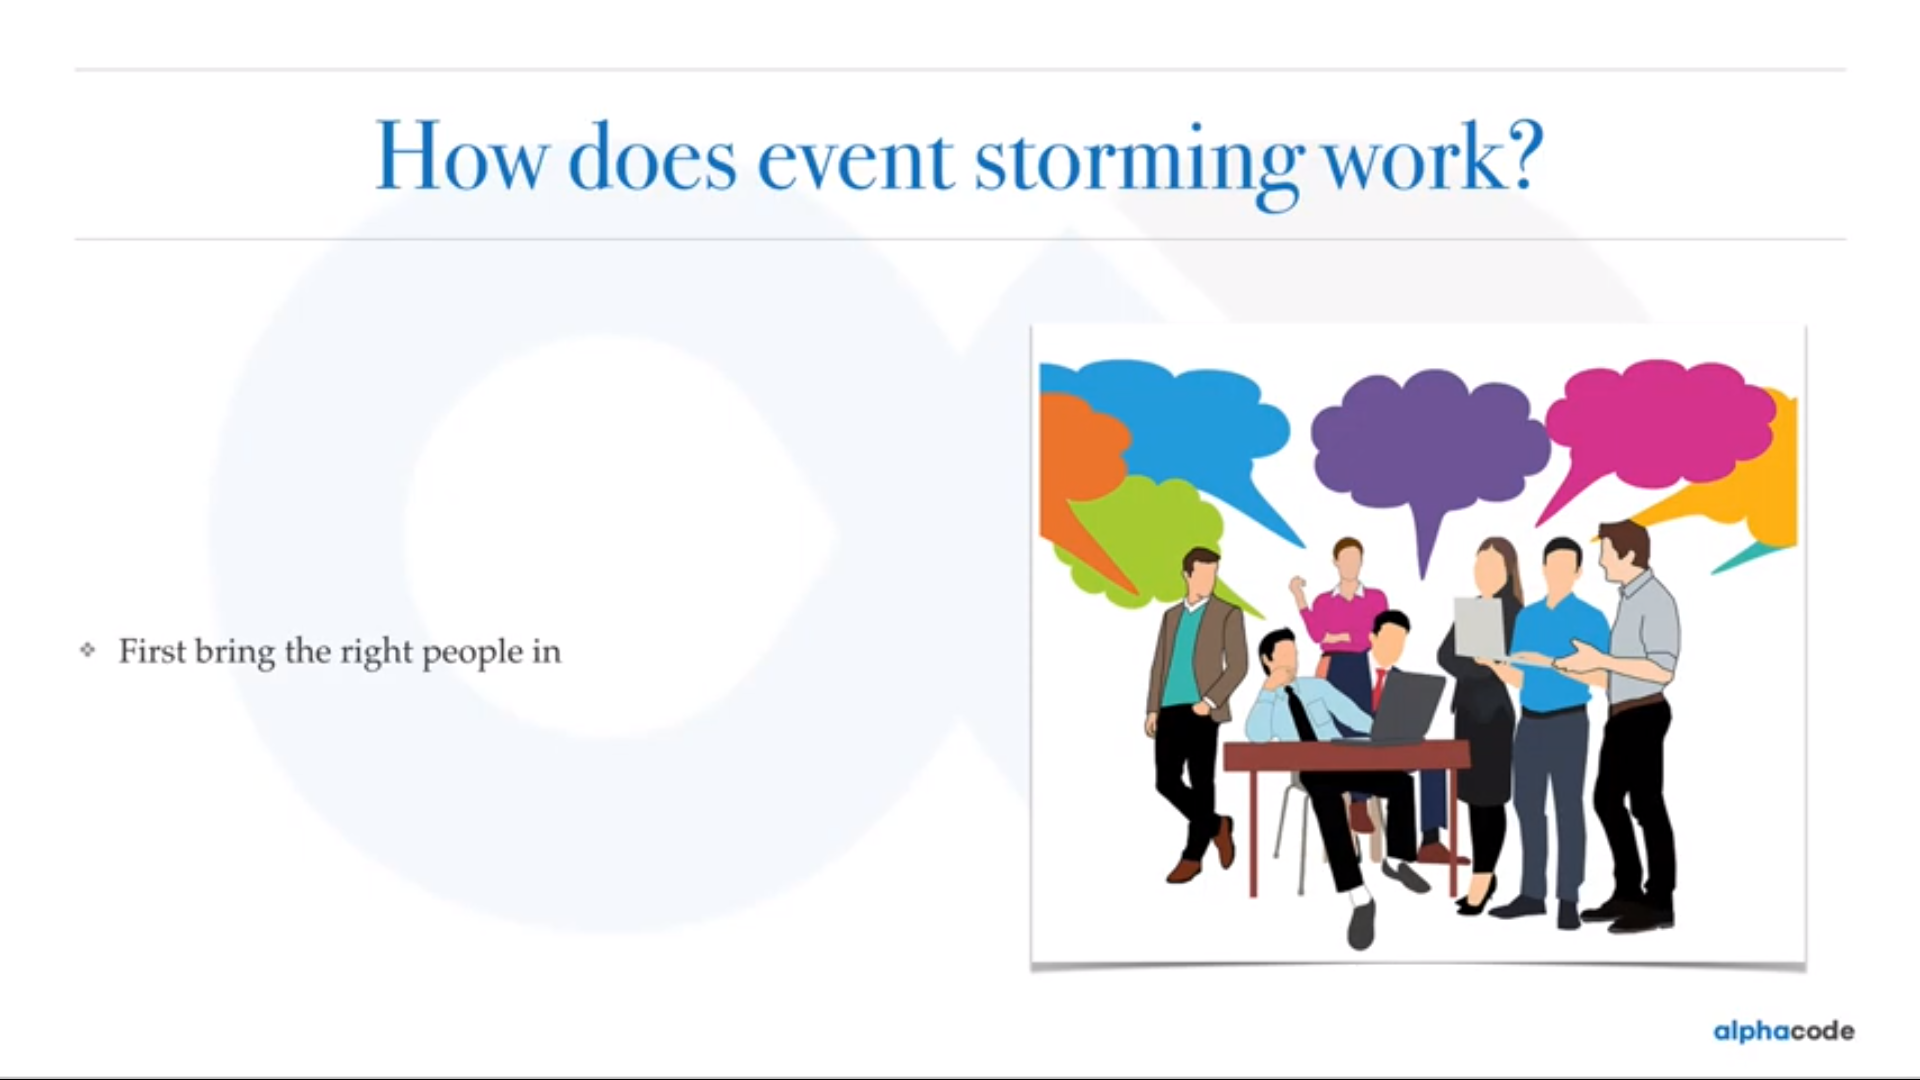 How does event storming work?
First bring the right people in
alphacode